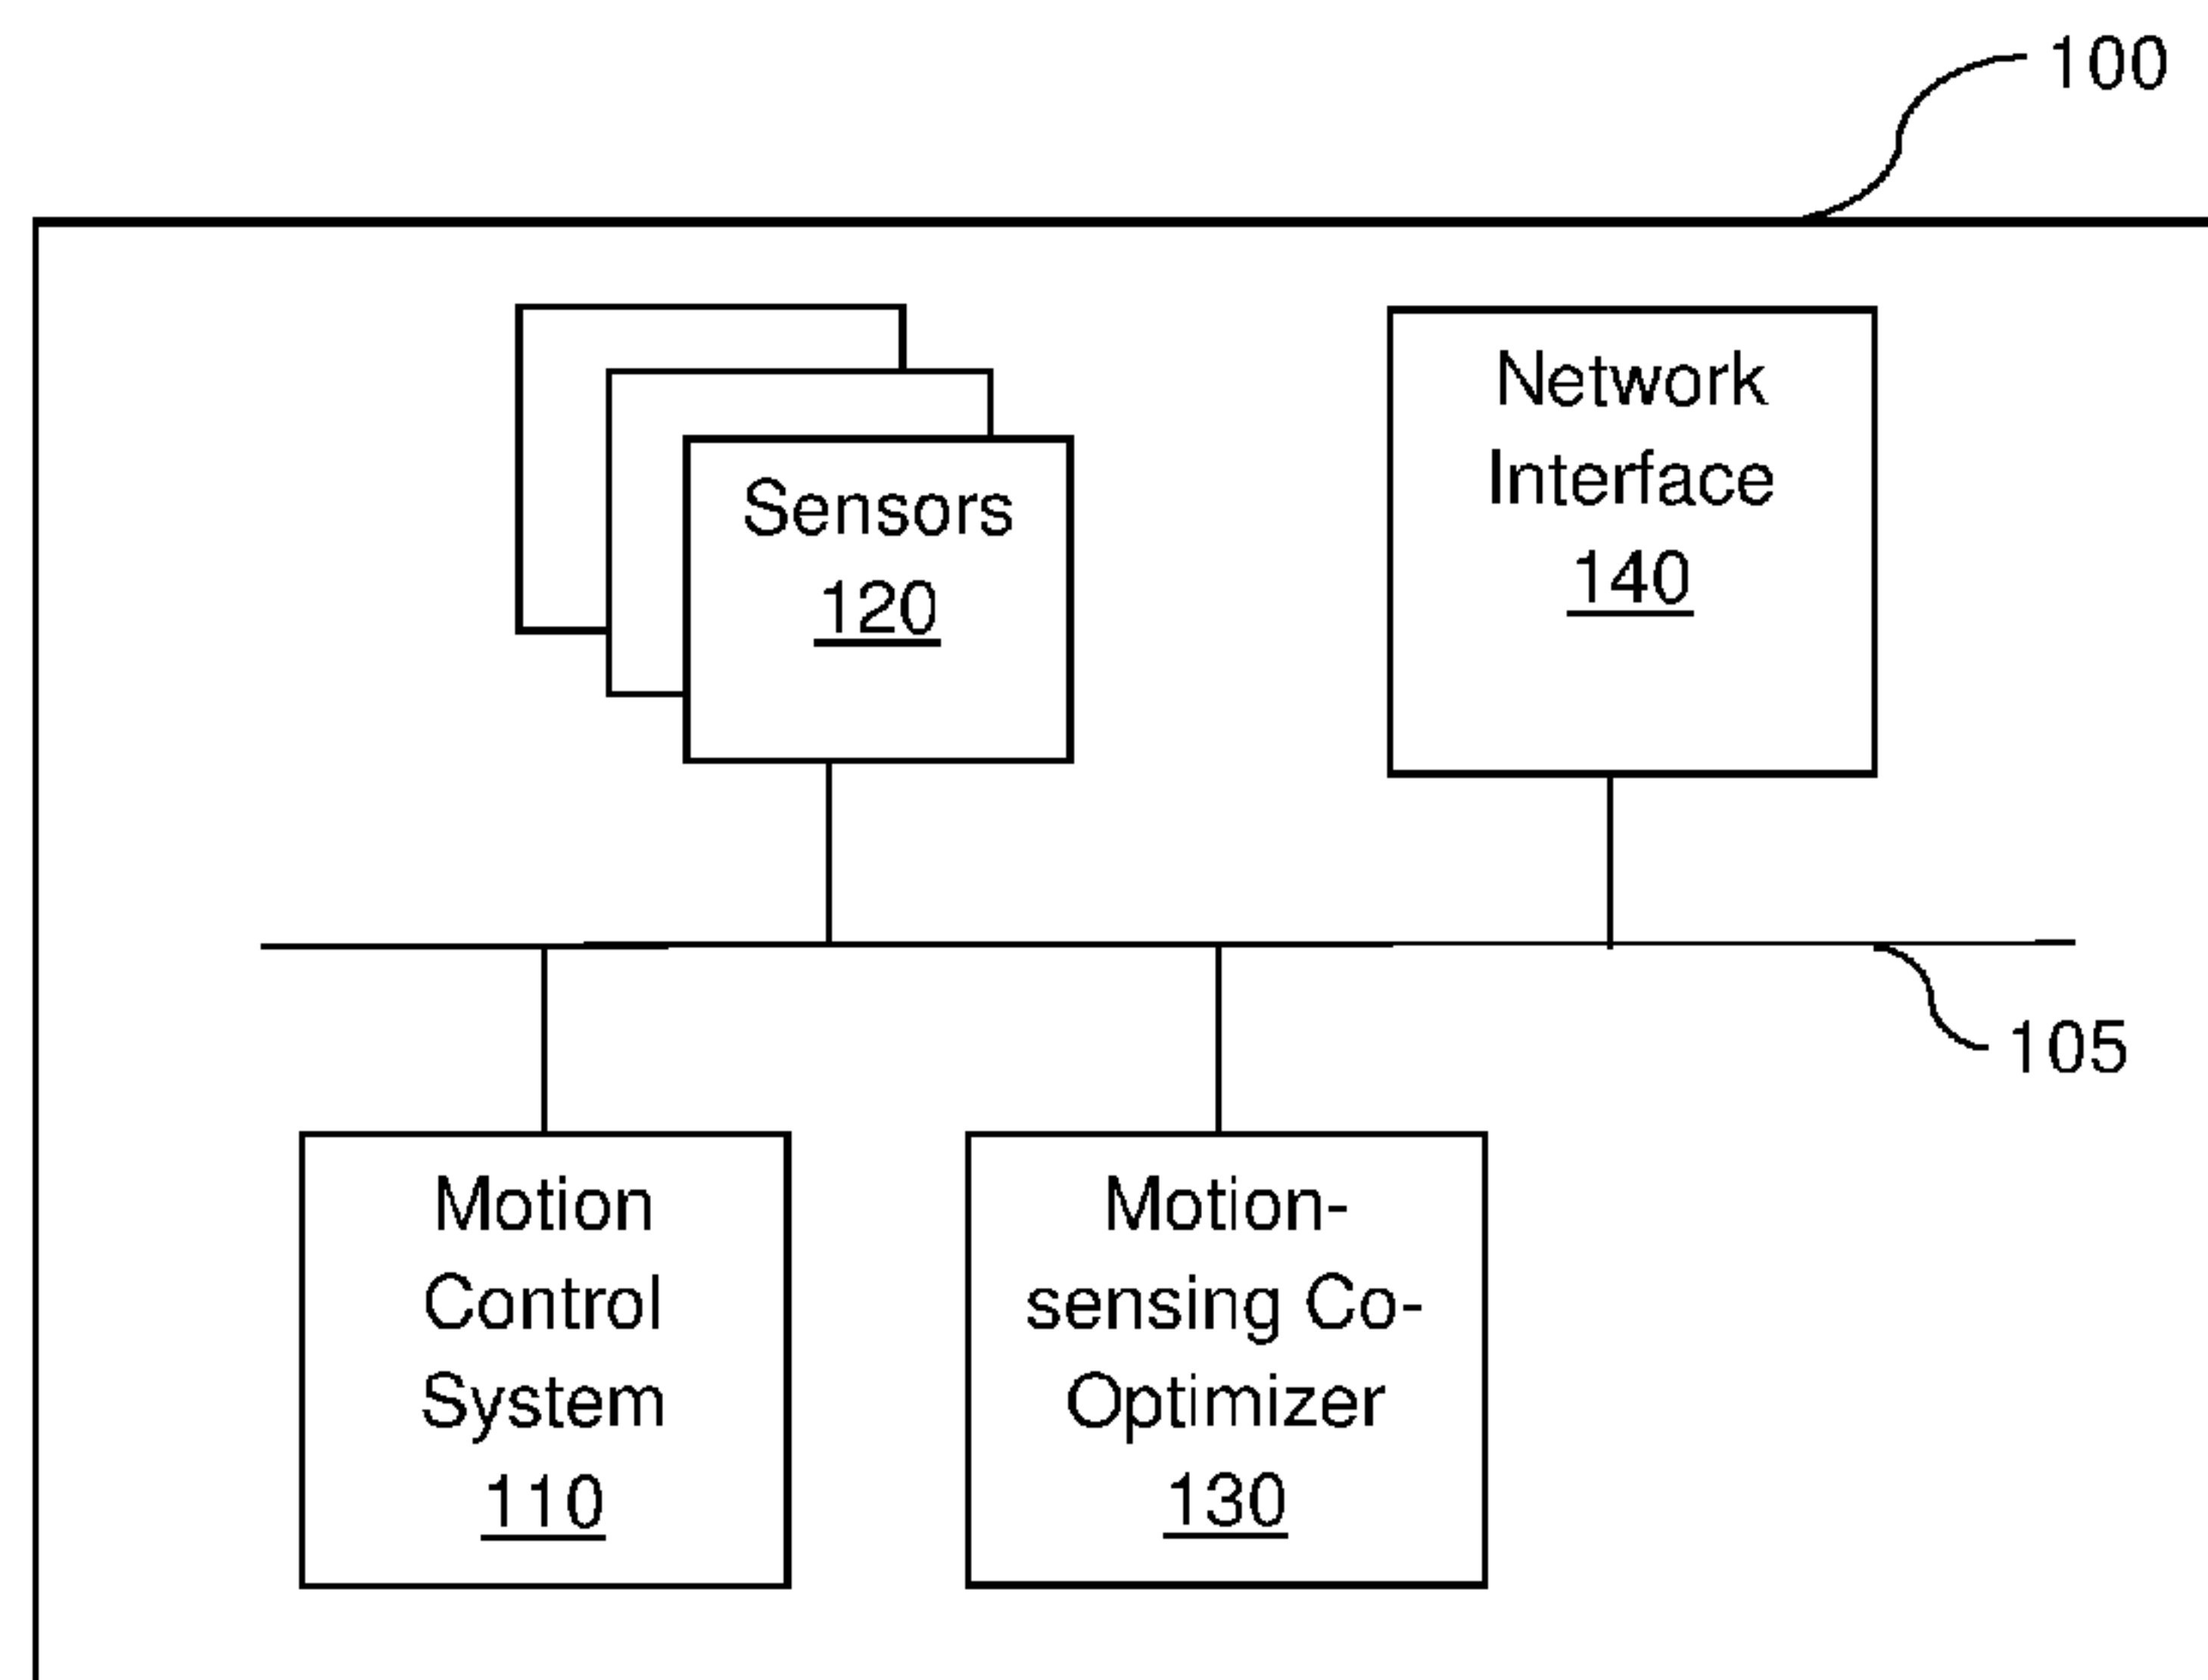 100
Sensors
120
Network
Interface
140
105
Motion
Control
System
110
Motion-
sensing Co-
Optimizer
130